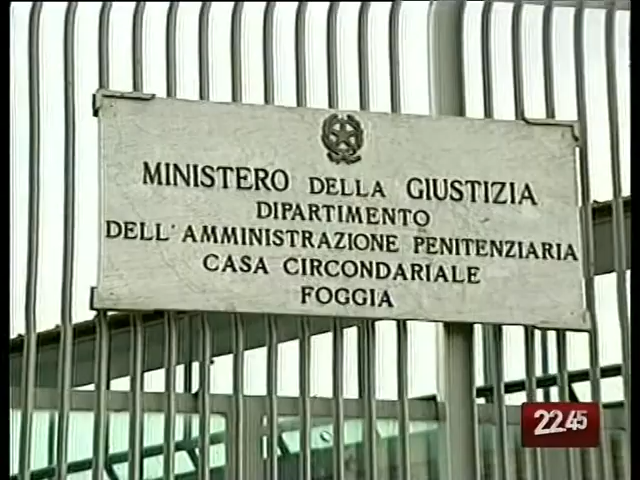 MINISTERO DELLA GIUSTIZIA
DIPARTIMENTO
DELL'AMMINISTRAZIONE PENITENZIARIA
CASA CIRCONDARIALE
FOGGIA
22.45